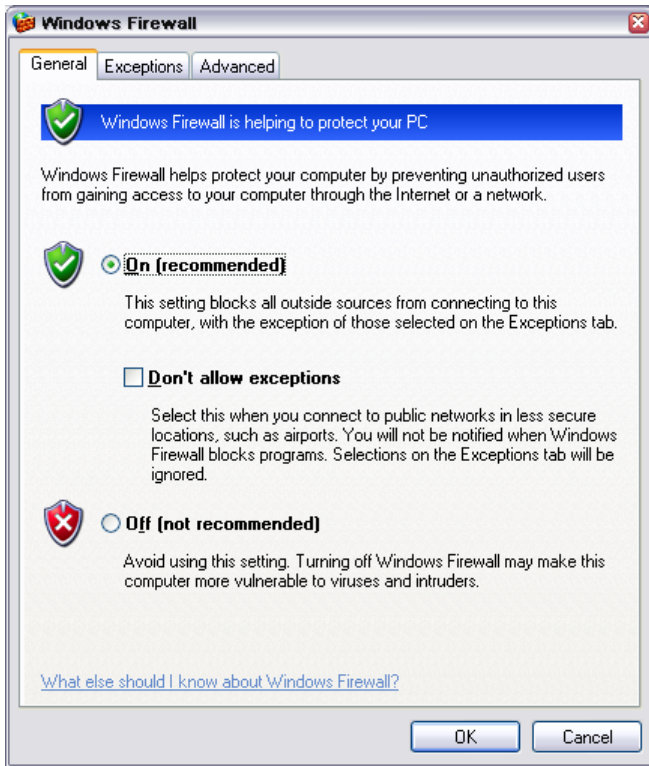 Windows Firewall
General Exceptions Advanced
Windows Firewall is helping to protect your PC
Windows Firewall helps protect your computer by preventing unauthorized users
from gaining access to your computer through the Internet or a network.
On (recommended)
This setting blocks all outside sources from connecting to this
computer, with the exception of those selected on the Exceptions tab.
Don't allow exceptions
Select this when you connect to public networks in less secure
locations, such as airports. You will not be notified when Windows
Firewall blocks programs. Selections on the Exceptions tab will be
ignored.
Off (not recommended)
Avoid using this setting. Turning off Windows Firewall may make this
computer more vulnerable to viruses and intruders.
What else should I know about Windows Firewall?
OK Cancel